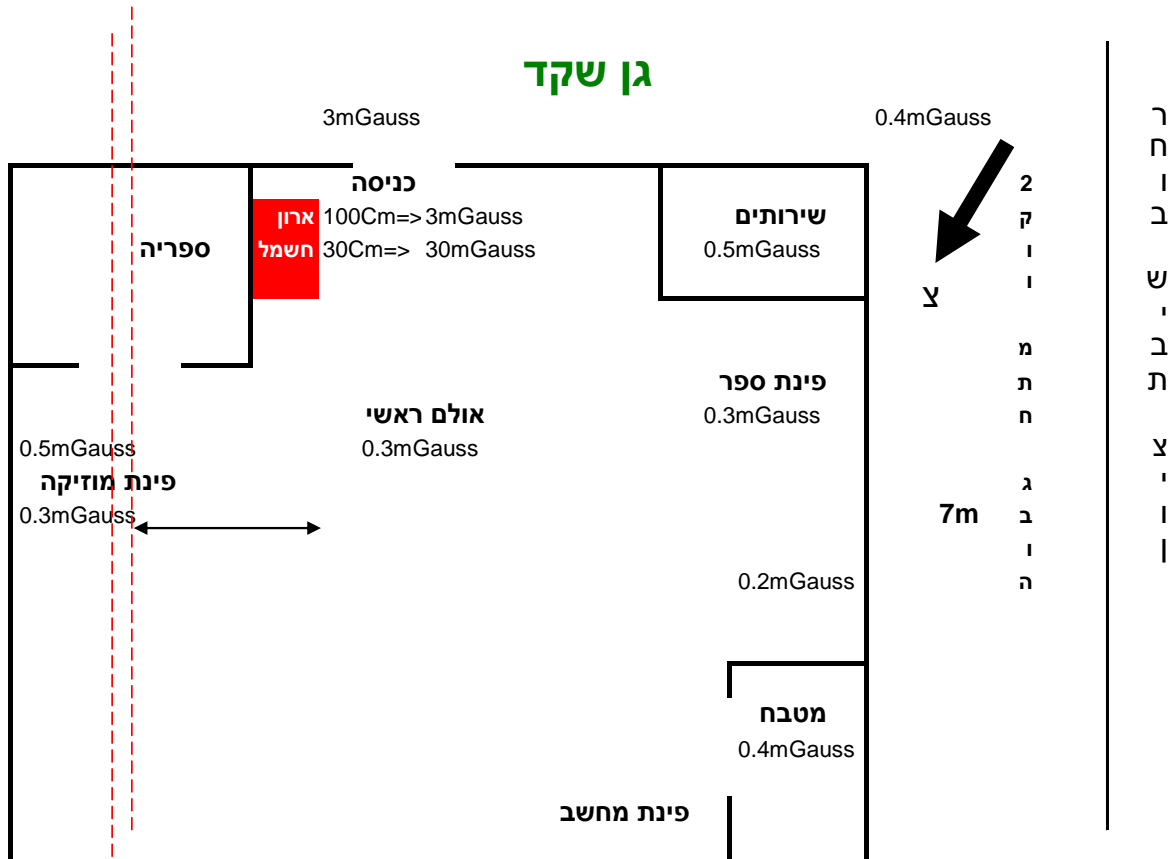 גן שקד
3mGauss
0.4mGauss
כניסה
ארון 100Cm=> 3mGauss
חשמל 30Cm=> 30mGauss
ספריה
שירותים
0.5mGauss
צ
פינת ספר
0.3mGauss
אולם ראשי
0.3mGauss
0.5mGauss
פינת מוזיקה
0.3mGauss
7m
0.2mGauss
מטבח
0.4mGauss
פינת מחשב
2 קוו מתח גבוה
רחוב שיבת ציון